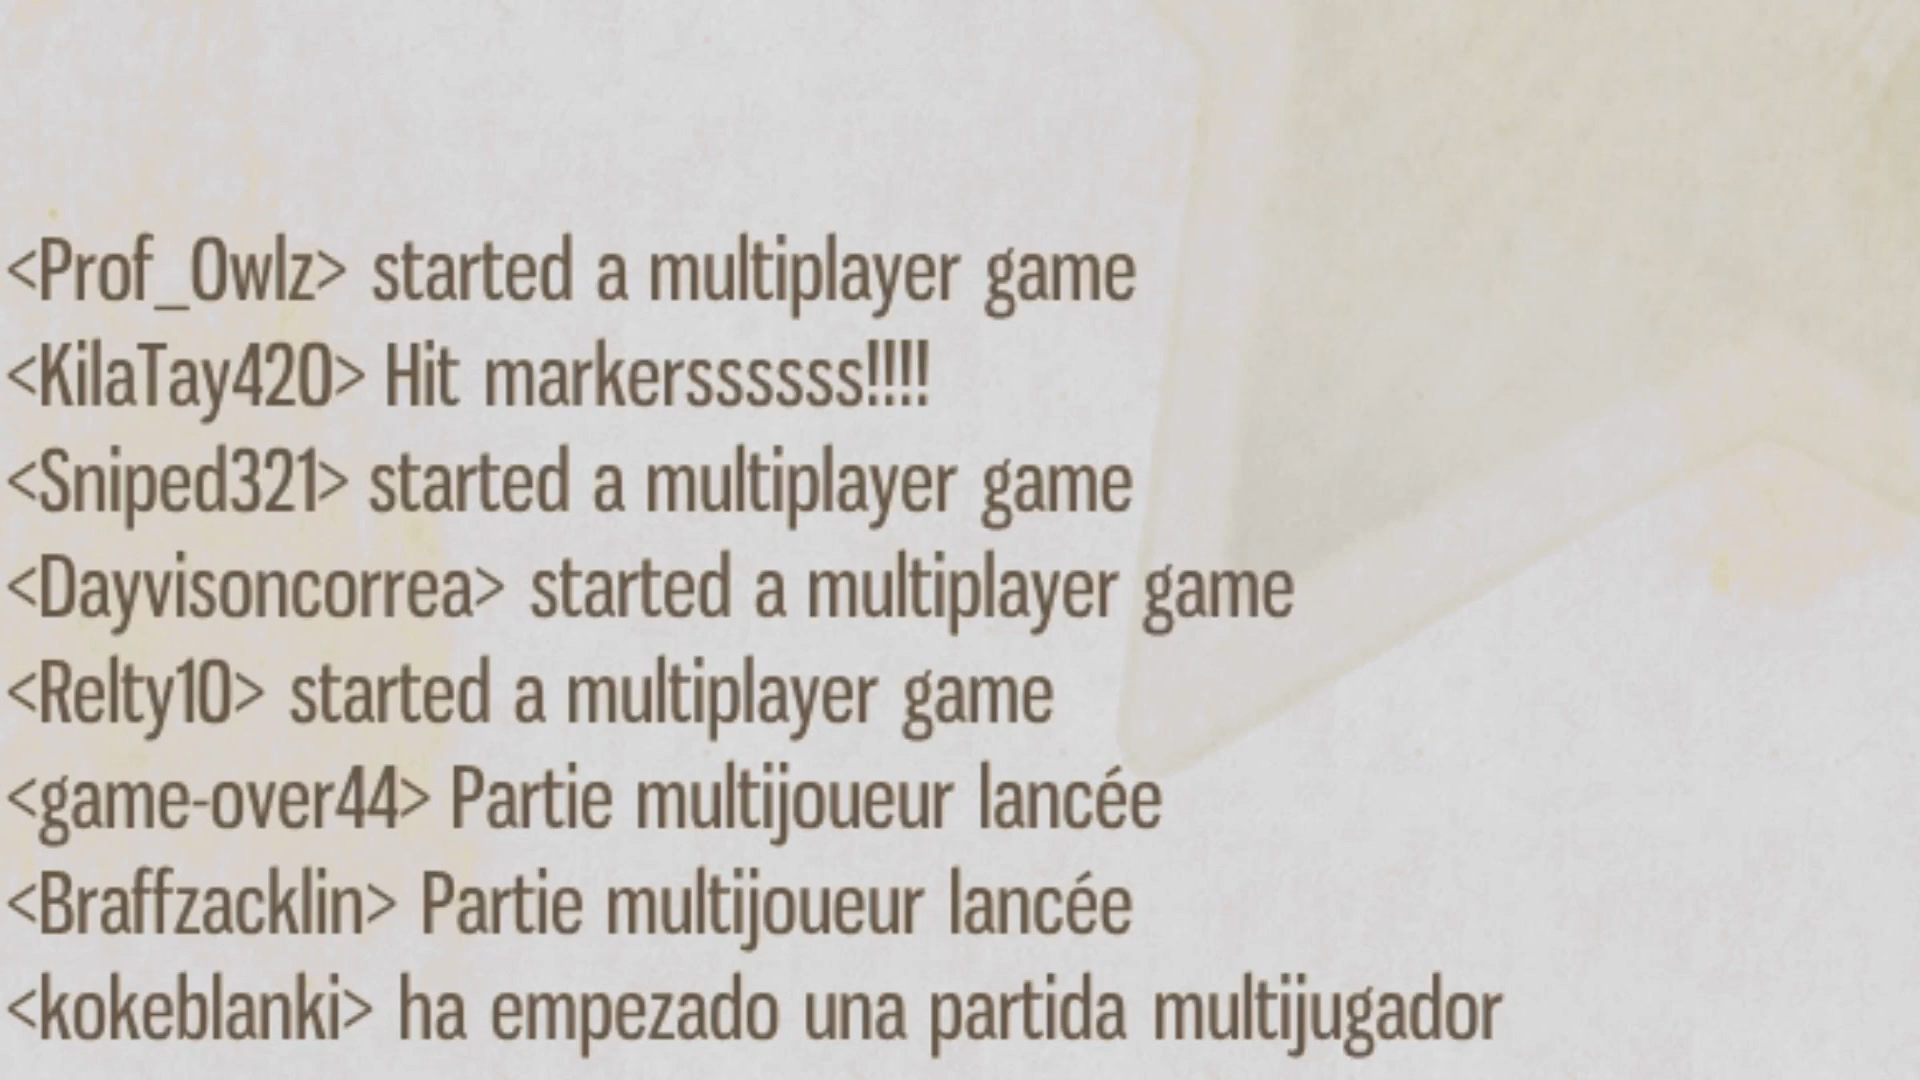 <Prof_Owlz> started a multiplayer game
<KilaTay420> Hit markerssssss!!!!
<Sniped321> started a multiplayer game
<Dayvisoncorrea> started a multiplayer game
<Relty10> started a multiplayer game
<game-over44> Partie multijoueur lancée
<Braffzacklin> Partie multijoueur lancée
<kokeblanki> ha empezado una partida multijugador